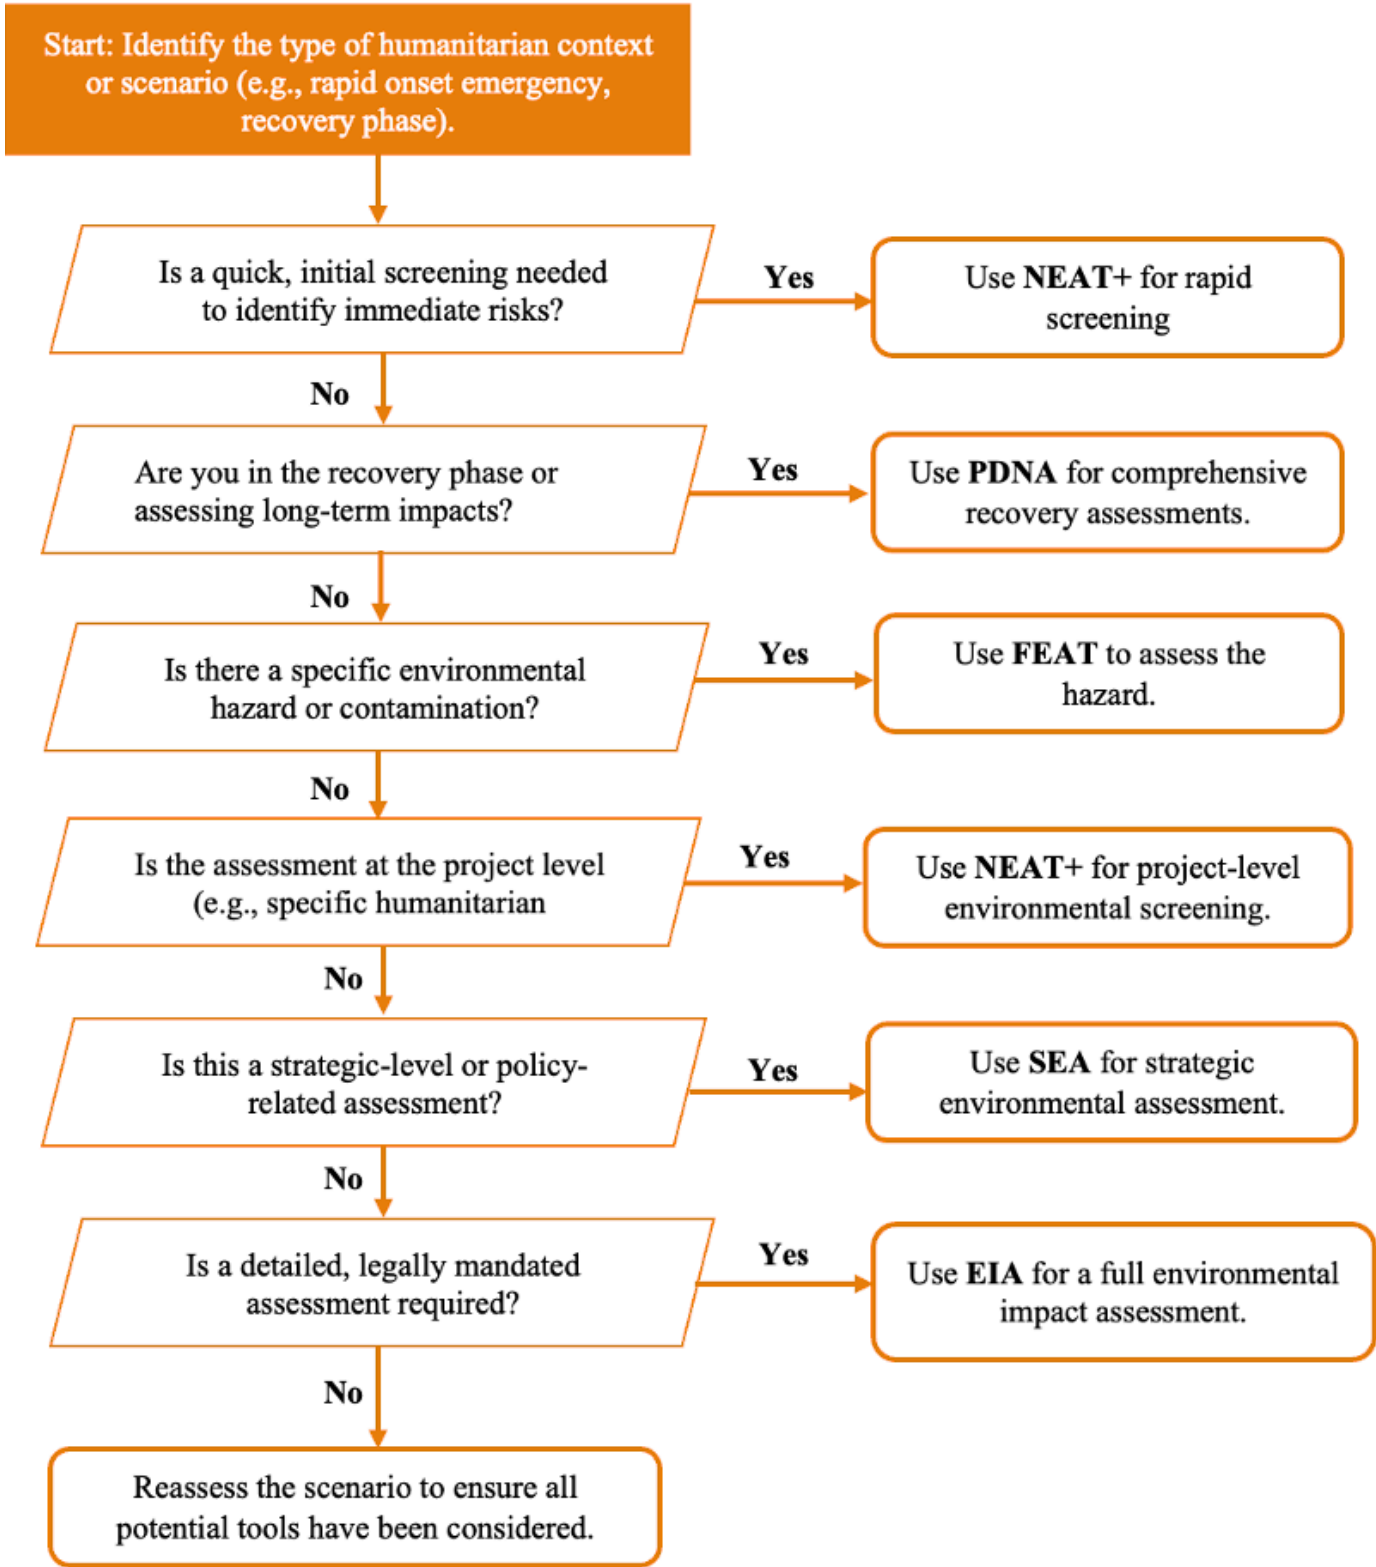 Start: Identify the type of humanitarian context
or scenario (e.g., rapid onset emergency,
recovery phase).
Is a quick, initial screening needed
to identify immediate risks?
Yes
Use NEAT+ for rapid
screening
No
Are you in the recovery phase or
assessing long-term impacts?
Yes
Use PDNA for comprehensive
recovery assessments.
No
Is there a specific environmental
hazard or contamination?
Yes
Use FEAT to assess the
hazard.
No
Is the assessment at the project level
(e.g., specific humanitarian
Yes
Use NEAT+ for project-level
environmental screening.
No
Is this a strategic-level or policy-
related assessment?
Yes
Use SEA for strategic
environmental assessment.
No
Is a detailed, legally mandated
assessment required?
Yes
Use EIA for a full environmental
impact assessment.
No
Reassess the scenario to ensure all
potential tools have been considered.